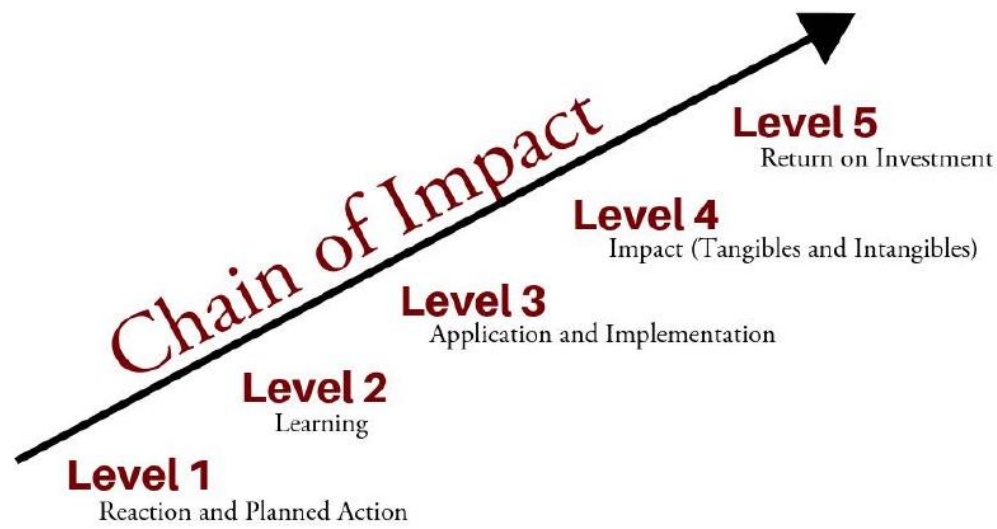 Chain of Impact
Level 5
Return on Investment
Level 4
Impact (Tangibles and Intangibles)
Level 3
Application and Implementation
Level 2
Learning
Level 1
Reaction and Planned Action